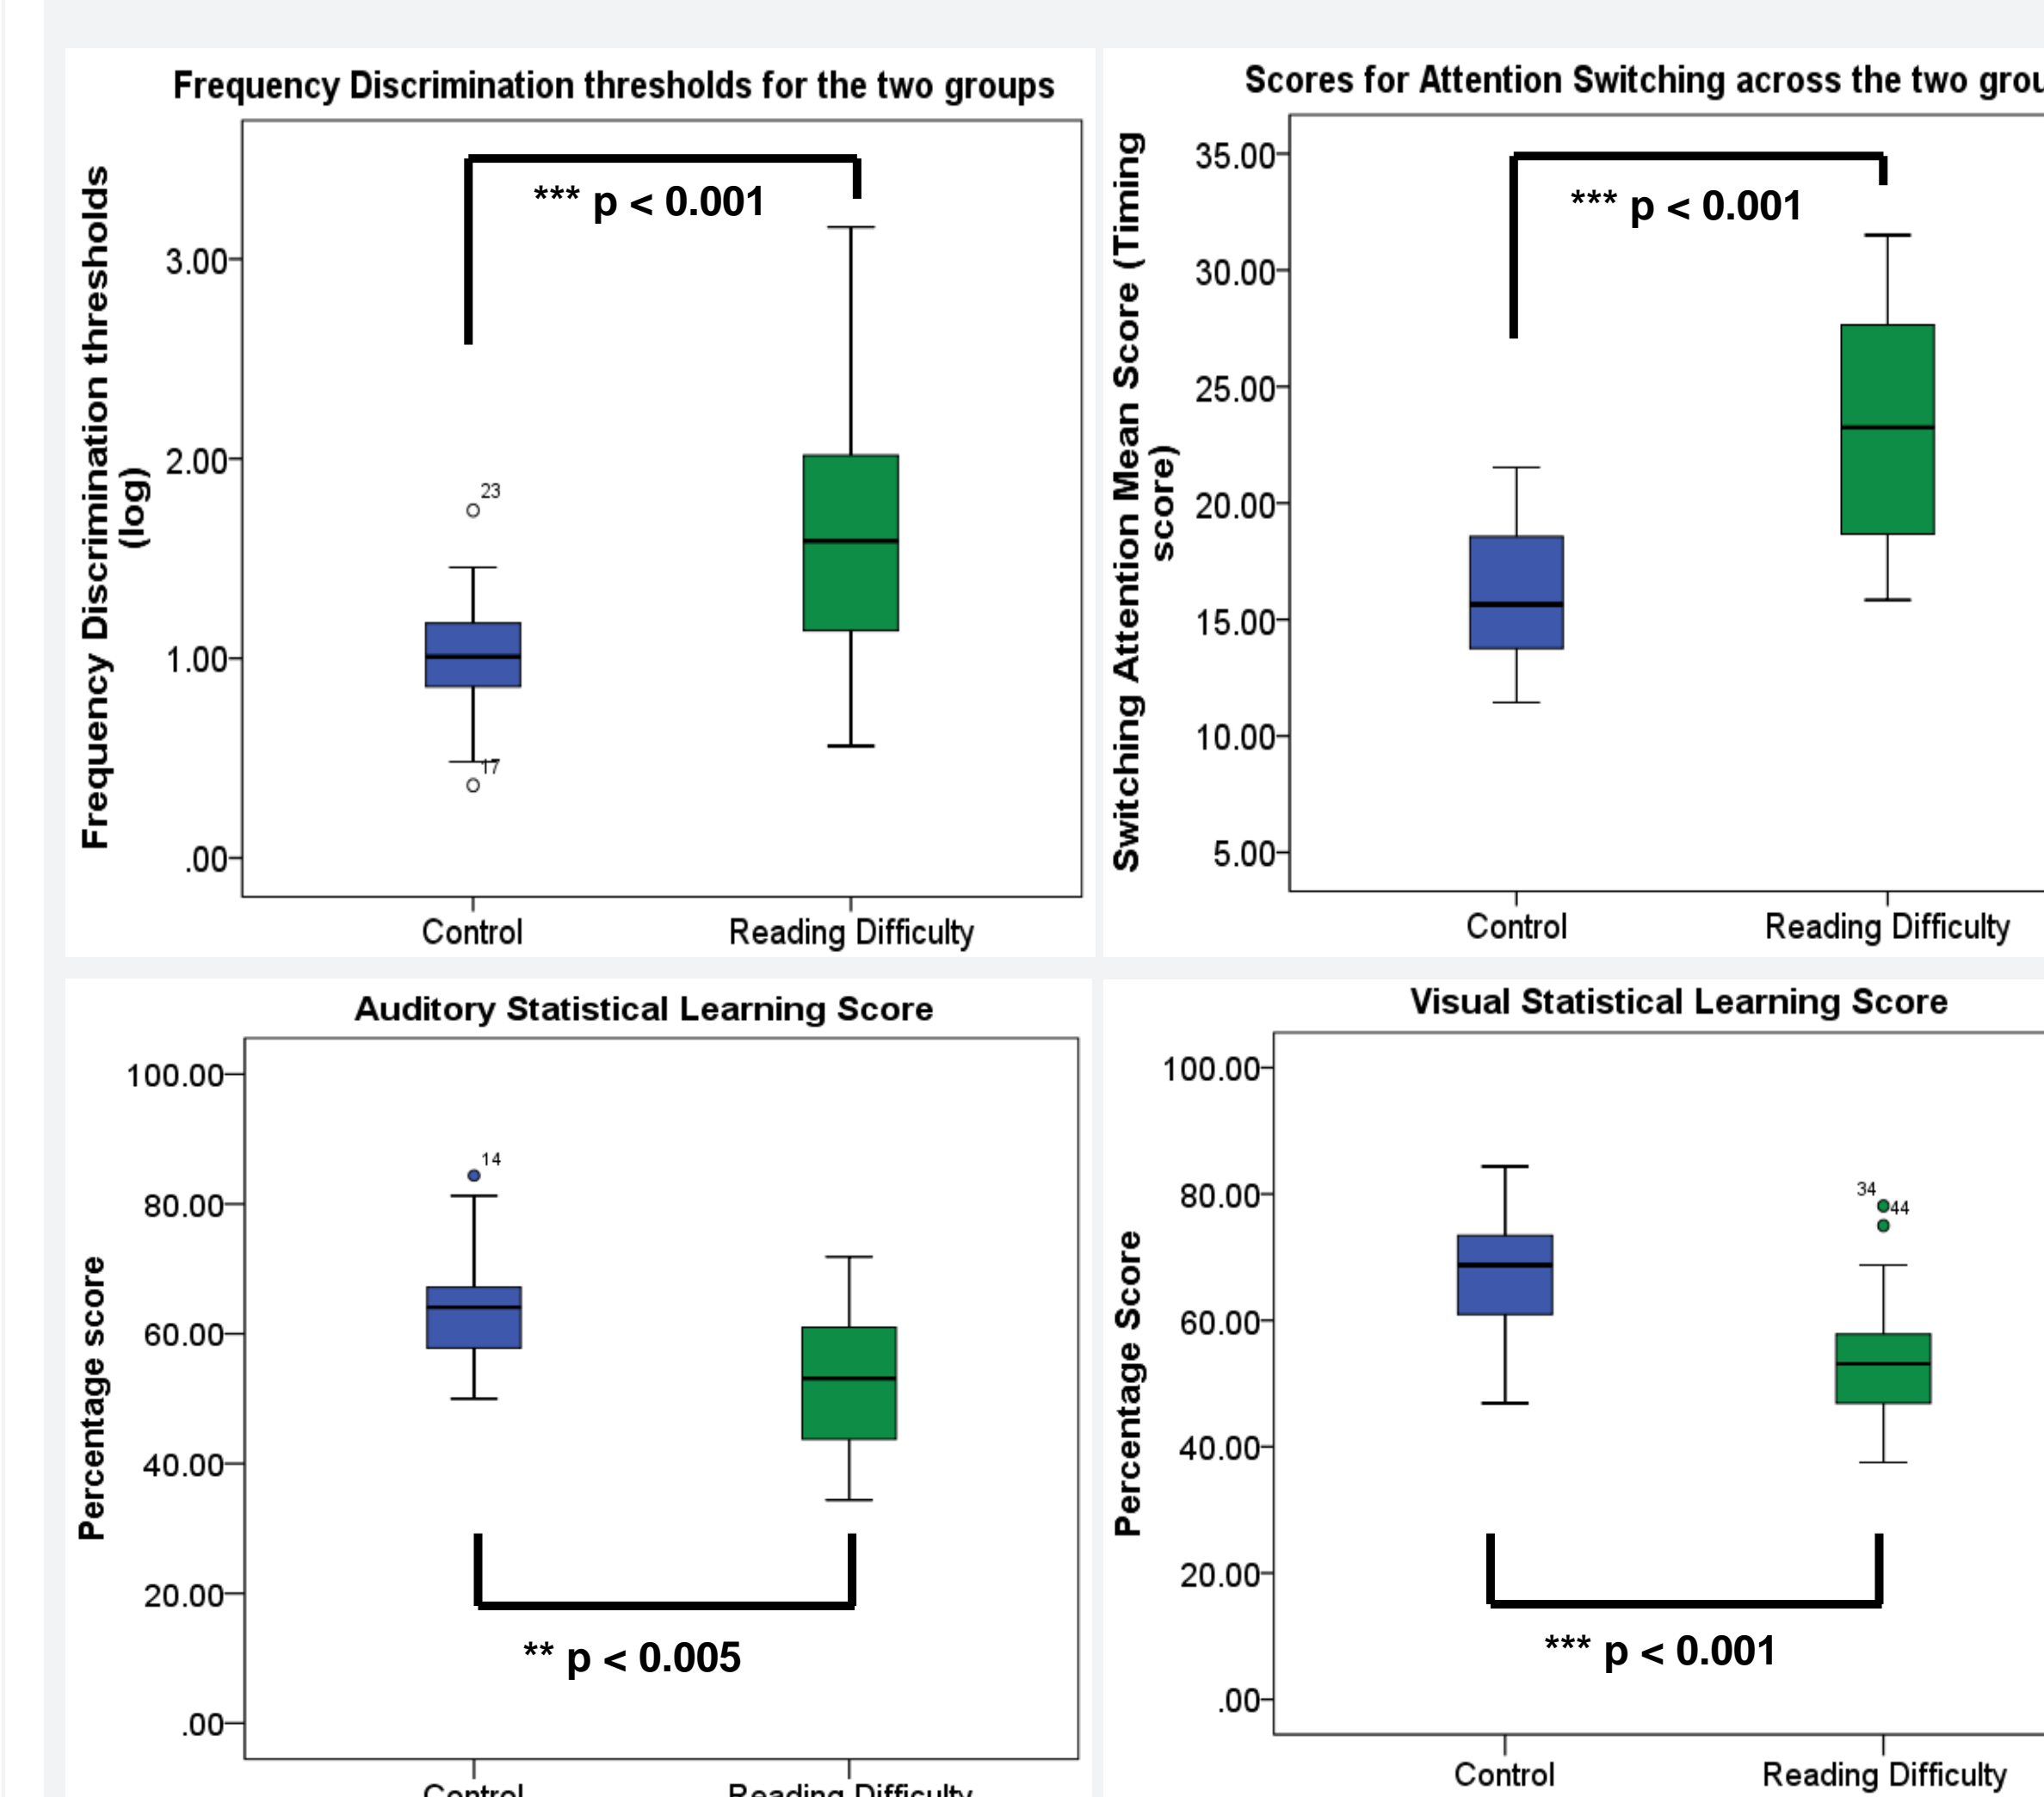 Frequency Discrimination thresholds for the two groups
Frequency Discrimination thresholds
(log)
*** p < 0.001
3.00
2.00
1.00
.00
23
17
Control
Reading Difficulty
Scores for Attention Switching across the two grou
Switching Attention Mean Score (Timing
score)
*** p < 0.001
35.00
30.00
25.00
20.00
15.00
10.00
5.00
Control
Reading Difficulty
Auditory Statistical Learning Score
Percentage score
100.00
80.00
60.00
40.00
20.00
.00
14
** p < 0.005
Control
Reading Difficulty
Visual Statistical Learning Score
Percentage Score
100.00
80.00
60.00
40.00
20.00
.00
34
44
*** p < 0.001
Control
Reading Difficulty